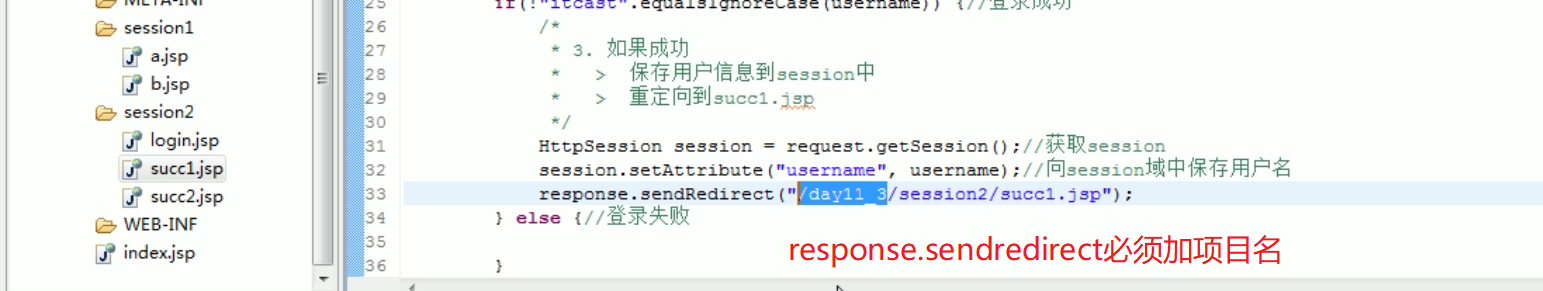 META-INF
session1
a.jsp
b.jsp
session2
login.jsp
succ1.jsp
succ2.jsp
WEB-INF
index.jsp
25 if(!"itcast".equalsIgnoreCase(username)) {//登录成功
26 /*
27 * 3. 如果成功
28 * > 保存用户信息到session中
29 * > 重定向到succ1.jsp
30 */
31 HttpSession session = request.getSession();//获取session
32 session.setAttribute("username", username);//向session域中保存用户名
33 response.sendRedirect("/day11_3/session2/succ1.jsp");
34 } else {//登录失败
35
36 }
response.sendredirect必须加项目名